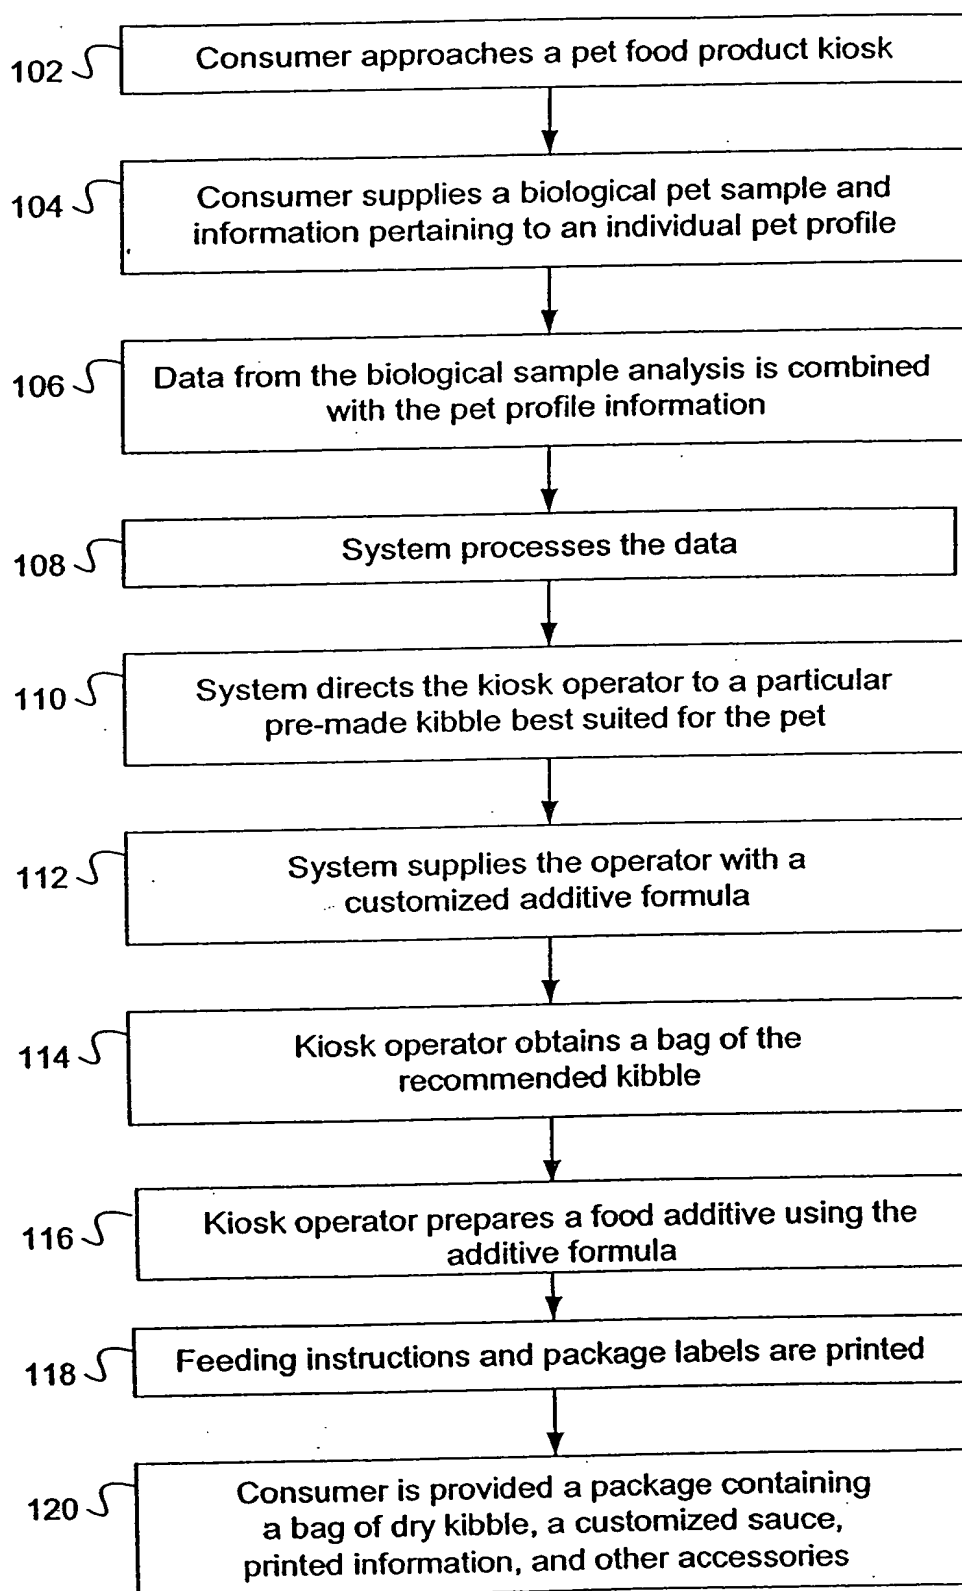 102 Consumer approaches a pet food product kiosk
104 Consumer supplies a biological pet sample and
information pertaining to an individual pet profile
106 Data from the biological sample analysis is combined
with the pet profile information
108 System processes the data
110 System directs the kiosk operator to a particular
pre-made kibble best suited for the pet
112 System supplies the operator with a
customized additive formula
114 Kiosk operator obtains a bag of the
recommended kibble
116 Kiosk operator prepares a food additive using the
additive formula
118 Feeding instructions and package labels are printed
120 Consumer is provided a package containing
a bag of dry kibble, a customized sauce,
printed information, and other accessories